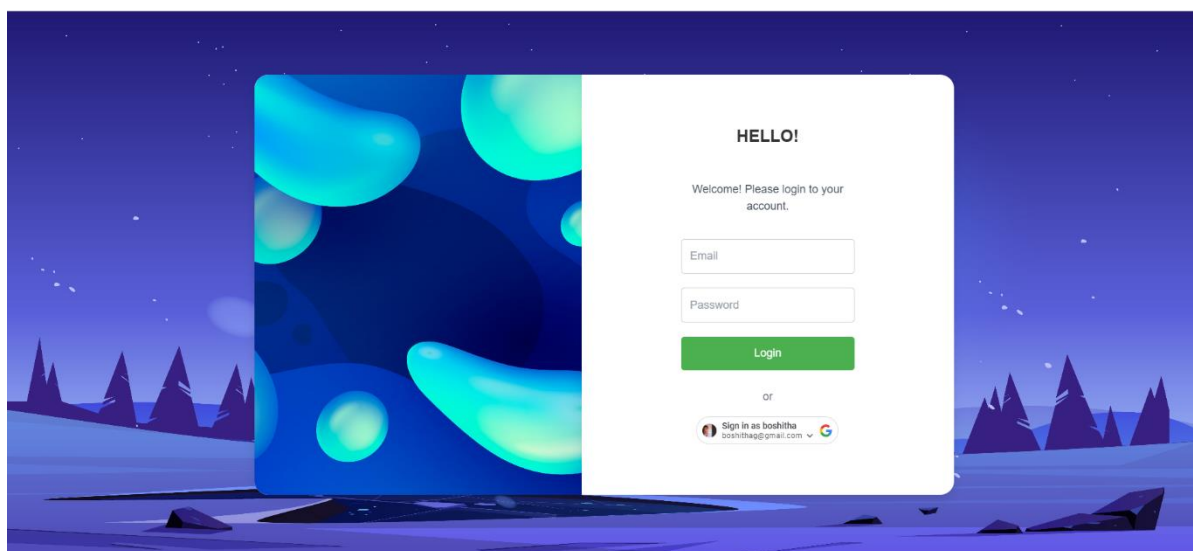 HELLO!
Welcome! Please login to your
account.
Email
Password
Login
or
Sign in as boshitha
boshithag@gmail.com